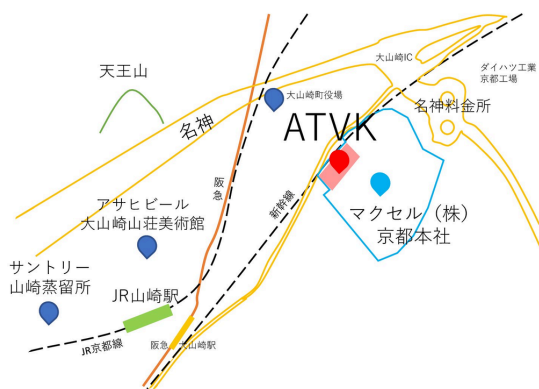 大山崎IC
ダイハツ工業
京都工場
天王山
大山崎町役場
名神料金所
名神
ATVK
阪急
新幹線
アサヒビール
大山崎山荘美術館
マクセル（株）
京都本社
サントリー
山崎蒸留所
JR山崎駅
JR京都線
阪急
大山崎駅